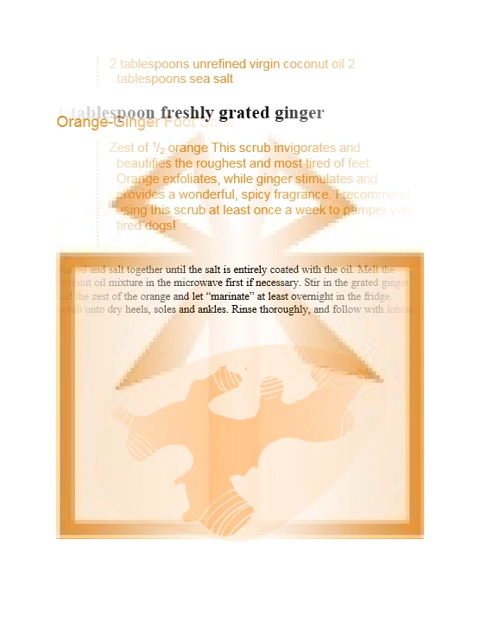 2 tablespoons unrefined virgin coconut oil 2
tablespoons sea salt
1 tablespoon freshly grated ginger
Orange-Ginger Foot
Zest of 1/2 orange This scrub invigorates and
beautifies the roughest and most tired of feet.
Orange exfoliates, while ginger stimulates and
provides a wonderful, spicy fragrance. I recommend
using this scrub at least once a week to pamper your
tired dogs!
and salt together until the salt is entirely coated with the oil. Melt the
coconut oil mixture in the microwave first if necessary. Stir in the grated ginger
the zest of the orange and let “marinate” at least overnight in the fridge.
onto dry heels, soles and ankles. Rinse thoroughly, and follow with lotion.